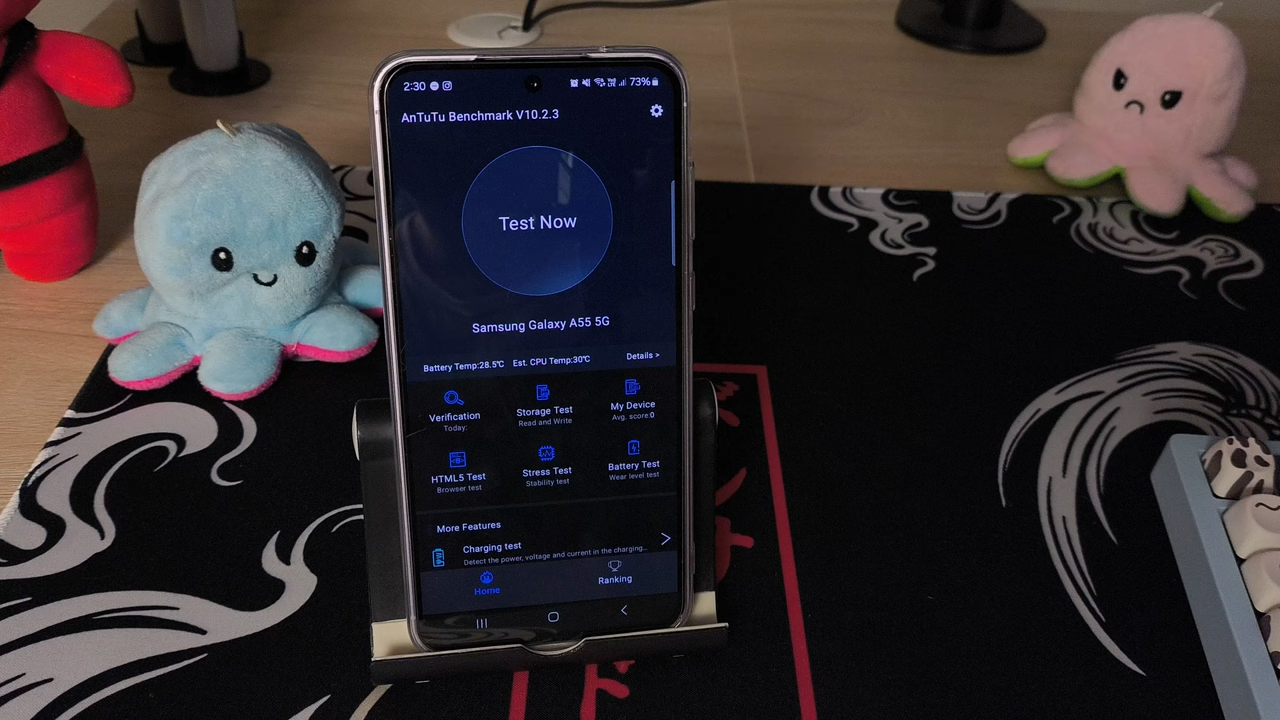 2:30 73%
AnTuTu Benchmark V10.2.3
Test Now
Samsung Galaxy A55 5G
Battery Temp:28.5℃ Est. CPU Temp:30℃ Details >
Verification Storage Test My Device
Today: Read and Write Avg. score:0
HTML5 Test Stress Test Battery Test
Browser test Stability test Wear level test
More Features
Charging test
Detect the power, voltage and current in the charging...
Home Ranking